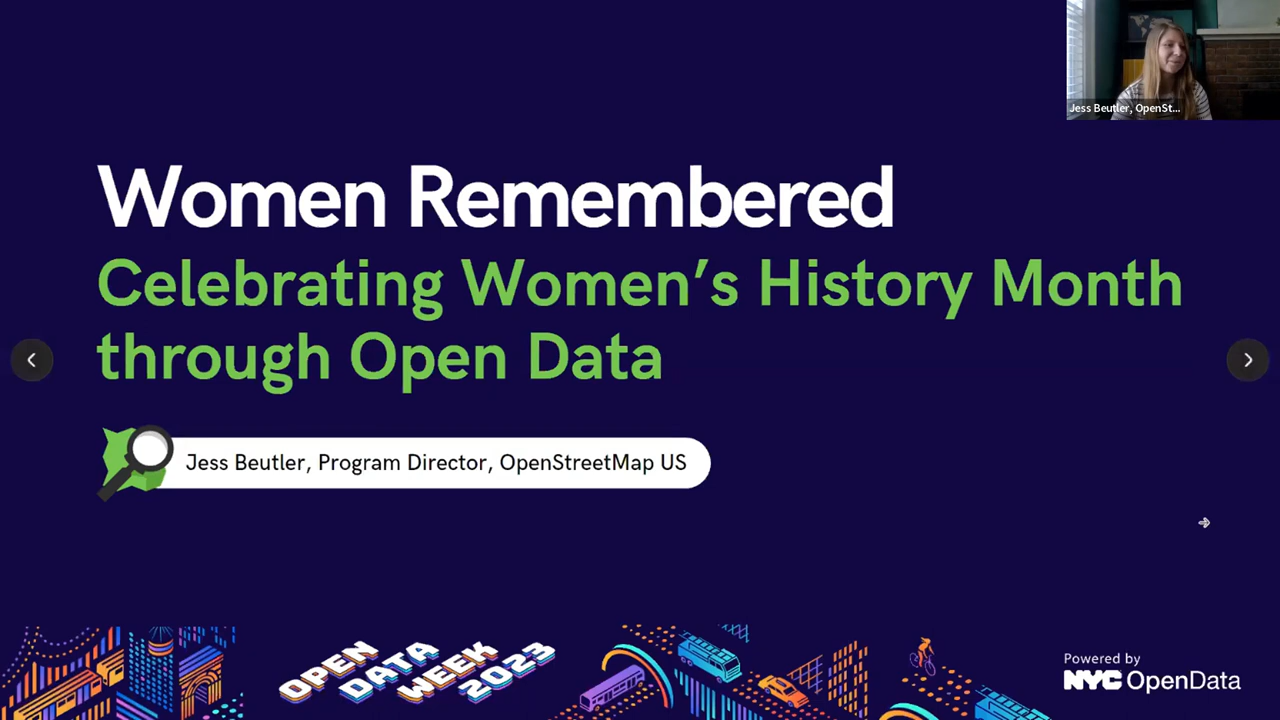 Jess Beutler, OpenSt...
Women Remembered
Celebrating Women’s History Month
through Open Data
Jess Beutler, Program Director, OpenStreetMap US
OPEN
DATA
WEEK
2023
Powered by
NYC OpenData